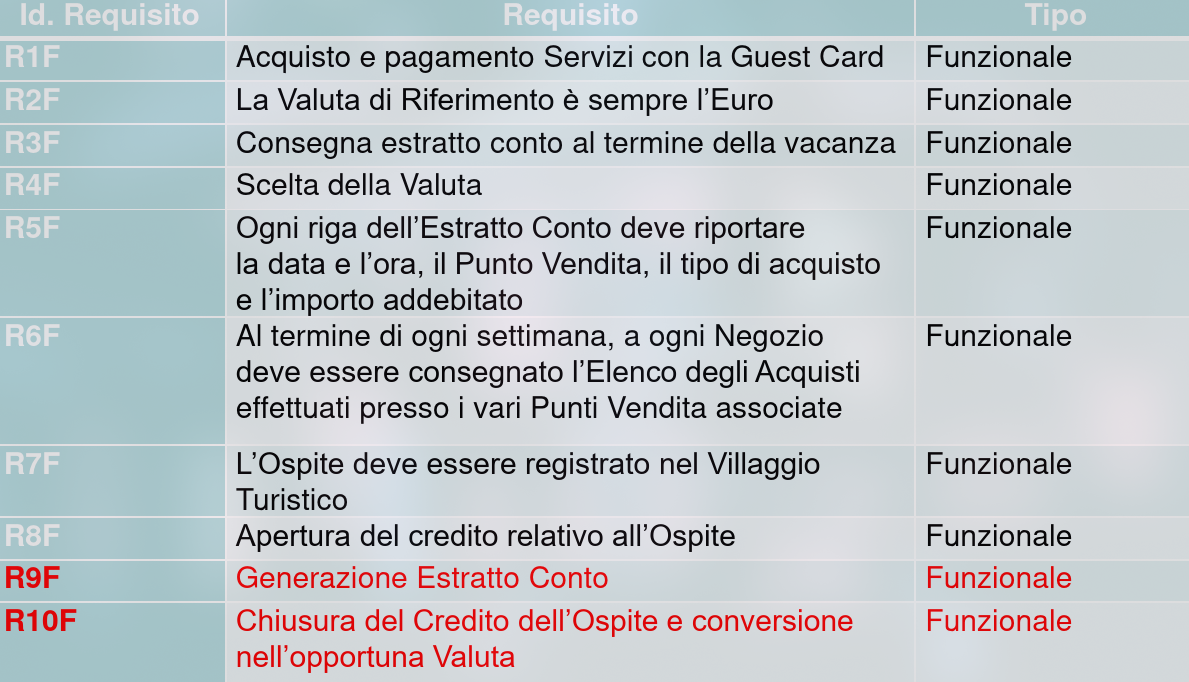 Id. Requisito Requisito Tipo
R1F Acquisto e pagamento Servizi con la Guest Card Funzionale
R2F La Valuta di Riferimento è sempre l’Euro Funzionale
R3F Consegna estratto conto al termine della vacanza Funzionale
R4F Scelta della Valuta Funzionale
R5F Ogni riga dell’Estratto Conto deve riportare Funzionale
la data e l’ora, il Punto Vendita, il tipo di acquisto
e l’importo addebitato
R6F Al termine di ogni settimana, a ogni Negozio Funzionale
deve essere consegnato l’Elenco degli Acquisti
effettuati presso i vari Punti Vendita associate
R7F L’Ospite deve essere registrato nel Villaggio Funzionale
Turistico
R8F Apertura del credito relativo all’Ospite Funzionale
R9F Generazione Estratto Conto Funzionale
R10F Chiusura del Credito dell’Ospite e conversione Funzionale
nell’opportuna Valuta